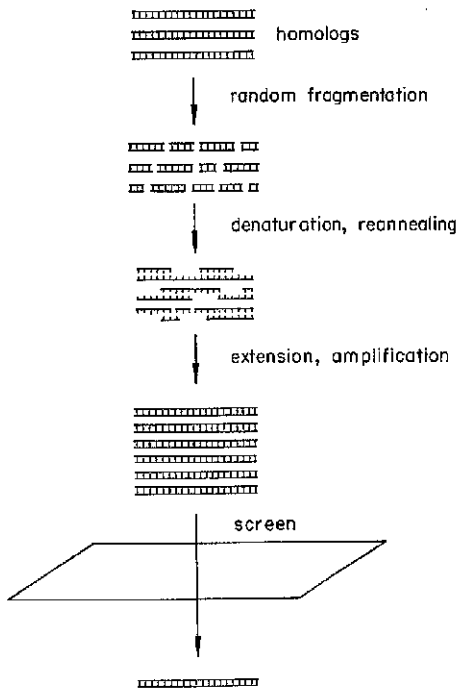 homologs
random fragmentation
denaturation, reannealing
extension, amplification
screen